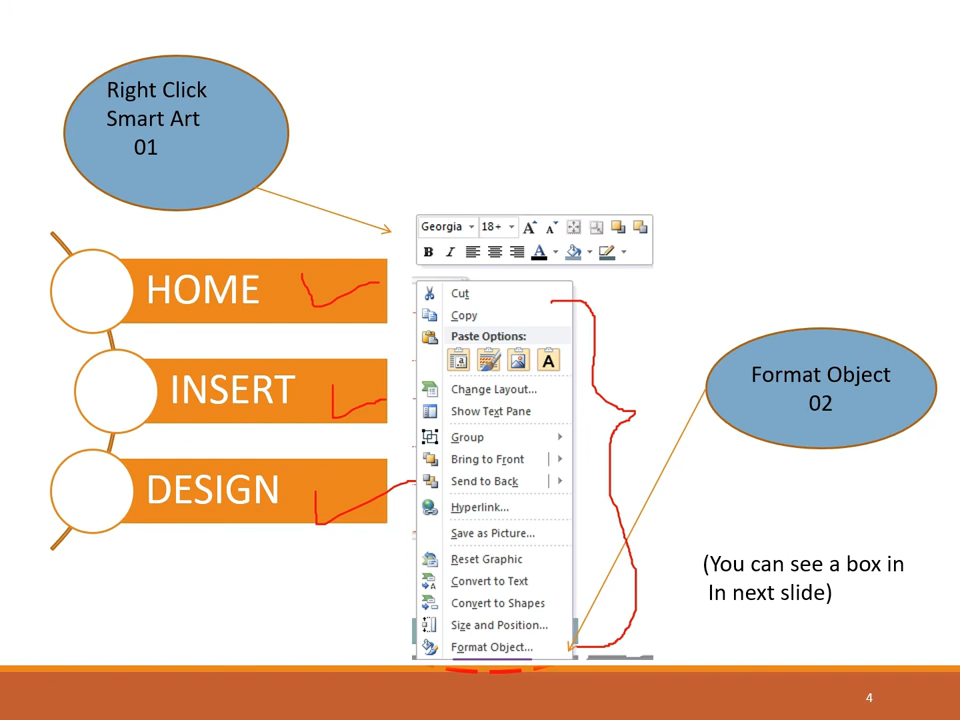 Right Click
Smart Art
01
HOME
INSERT
DESIGN
Georgia 18+ A A
B I A
Cut
Copy
Paste Options:
a A
Change Layout...
Show Text Pane
Group
Bring to Front
Send to Back
Hyperlink...
Save as Picture...
Reset Graphic
Convert to Text
Convert to Shapes
Size and Position...
Format Object...
Format Object
02
(You can see a box in
In next slide)
4